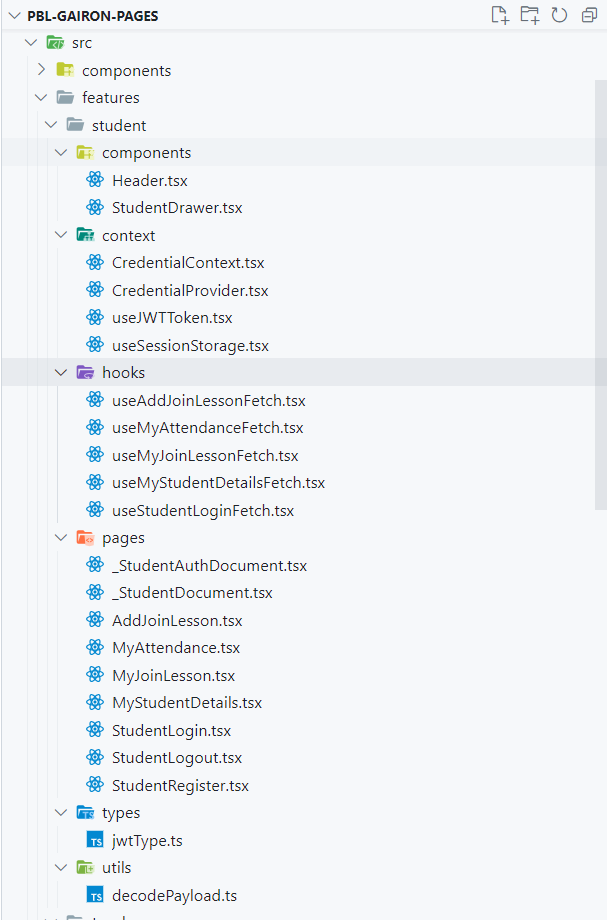 PBL-GAIRON-PAGES
src
components
features
student
components
Header.tsx
StudentDrawer.tsx
context
CredentialContext.tsx
CredentialProvider.tsx
useJWTToken.tsx
useSessionStorage.tsx
hooks
useAddJoinLessonFetch.tsx
useMyAttendanceFetch.tsx
useMyJoinLessonFetch.tsx
useMyStudentDetailsFetch.tsx
useStudentLoginFetch.tsx
pages
_StudentAuthDocument.tsx
_StudentDocument.tsx
AddJoinLesson.tsx
MyAttendance.tsx
MyJoinLesson.tsx
MyStudentDetails.tsx
StudentLogin.tsx
StudentLogout.tsx
StudentRegister.tsx
types
TS jwtType.ts
utils
TS decodePayload.ts